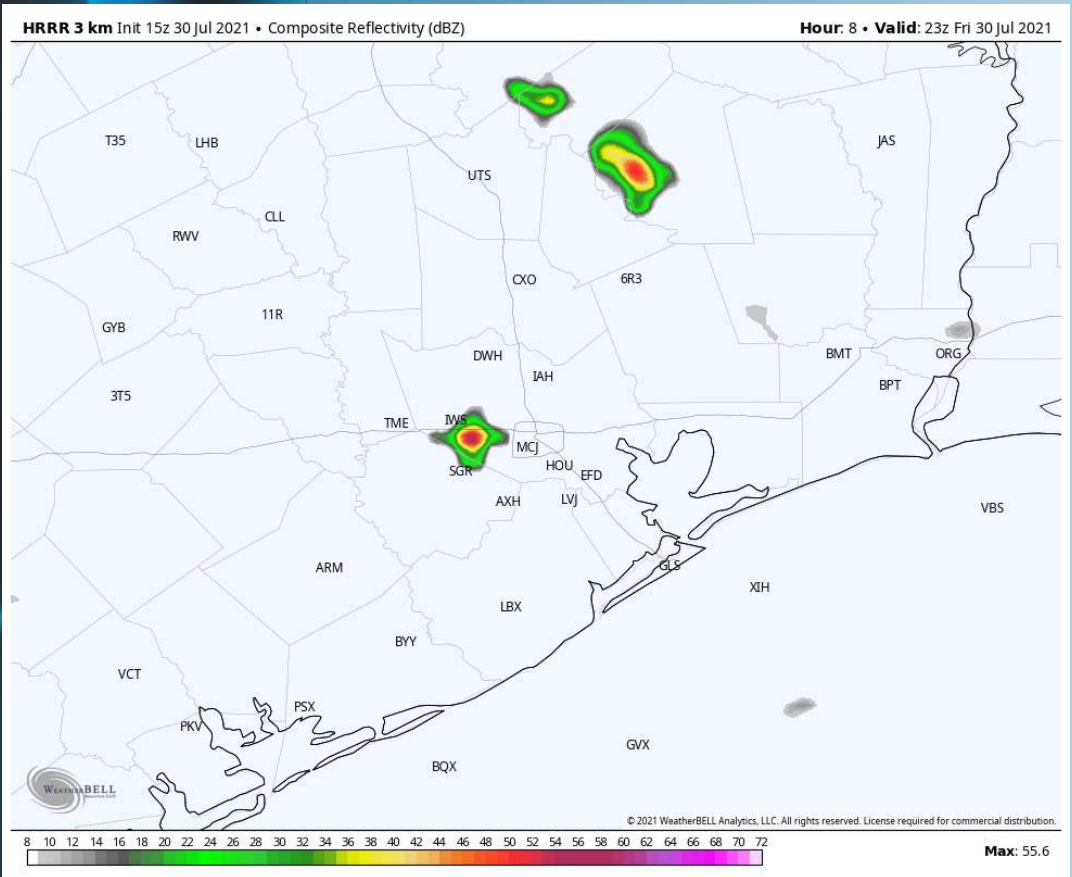 HRRR 3 km Init 15z 30 Jul 2021 • Composite Reflectivity (dBZ)
Hour: 8 • Valid: 23z Fri 30 Jul 2021
T35
LHB
JAS
UTS
CLL
RWV
CXO
6R3
11R
GYB
DWH
BMT
ORG
IAH
BPT
3T5
TME
IWS
MCJ
HOU
SGR
EFD
AXH
LVJ
VBS
ARM
GLS
XIH
LBX
BYY
VCT
PSX
PKV
GVX
BQX
WEATHERBELL
© 2021 WeatherBELL Analytics, LLC. All rights reserved. License required for commercial distribution.
8 10 12 14 16 18 20 22 24 26 28 30 32 34 36 38 40 42 44 46 48 50 52 54 56 58 60 62 64 66 68 70 72
Max: 55.6